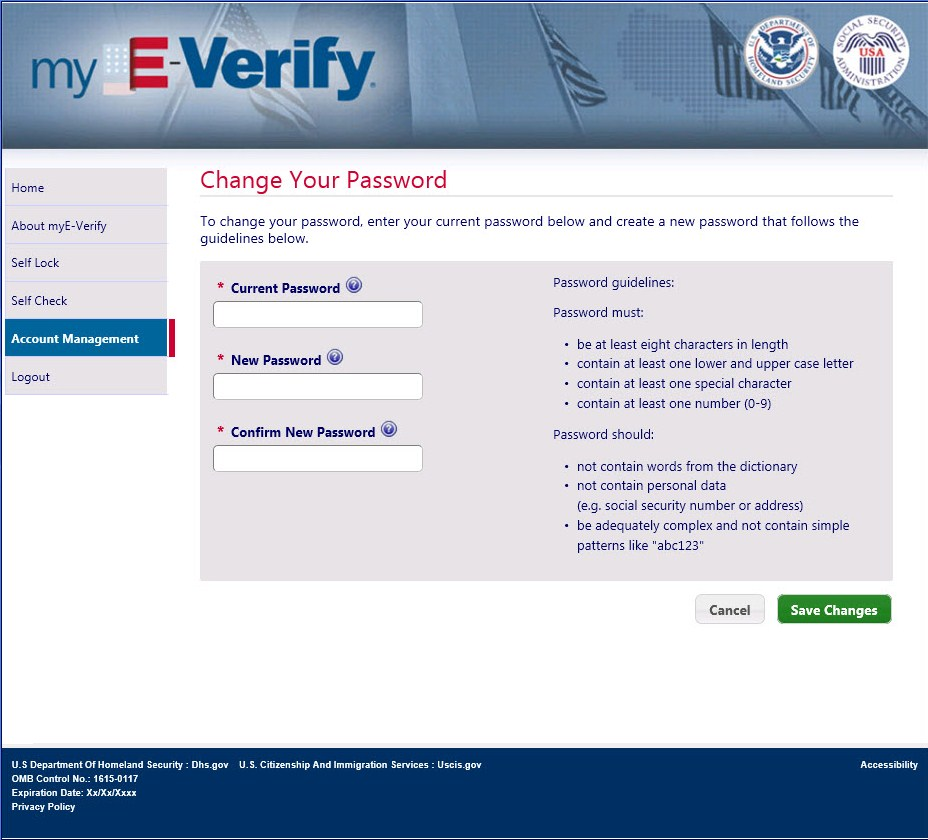 my E-Verify
U.S. DEPARTMENT OF HOMELAND SECURITY
SOCIAL SECURITY ADMINISTRATION
USA
Home
About myE-Verify
Self Lock
Self Check
Account Management
Logout
Change Your Password
To change your password, enter your current password below and create a new password that follows the
guidelines below.
* Current Password ?
* New Password ?
* Confirm New Password ?
Password guidelines:
Password must:
• be at least eight characters in length
• contain at least one lower and upper case letter
• contain at least one special character
• contain at least one number (0-9)
Password should:
• not contain words from the dictionary
• not contain personal data
(e.g. social security number or address)
• be adequately complex and not contain simple
patterns like "abc123"
Cancel
Save Changes
U.S Department Of Homeland Security : Dhs.gov U.S. Citizenship And Immigration Services : Uscis.gov
Accessibility
OMB Control No.: 1615-0117
Expiration Date: Xx/Xx/Xxxx
Privacy Policy